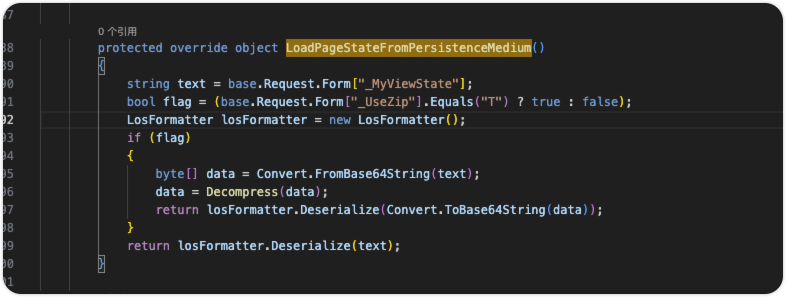 87
0 个引用
88 protected override object LoadPageStateFromPersistenceMedium()
89 {
90 string text = base.Request.Form["_MyViewState"];
91 bool flag = (base.Request.Form["_UseZip"].Equals("T") ? true : false);
92 LosFormatter losFormatter = new LosFormatter();
93 if (flag)
94 {
95 byte[] data = Convert.FromBase64String(text);
96 data = Decompress(data);
97 return losFormatter.Deserialize(Convert.ToBase64String(data));
98 }
99 return losFormatter.Deserialize(text);
00 }
01